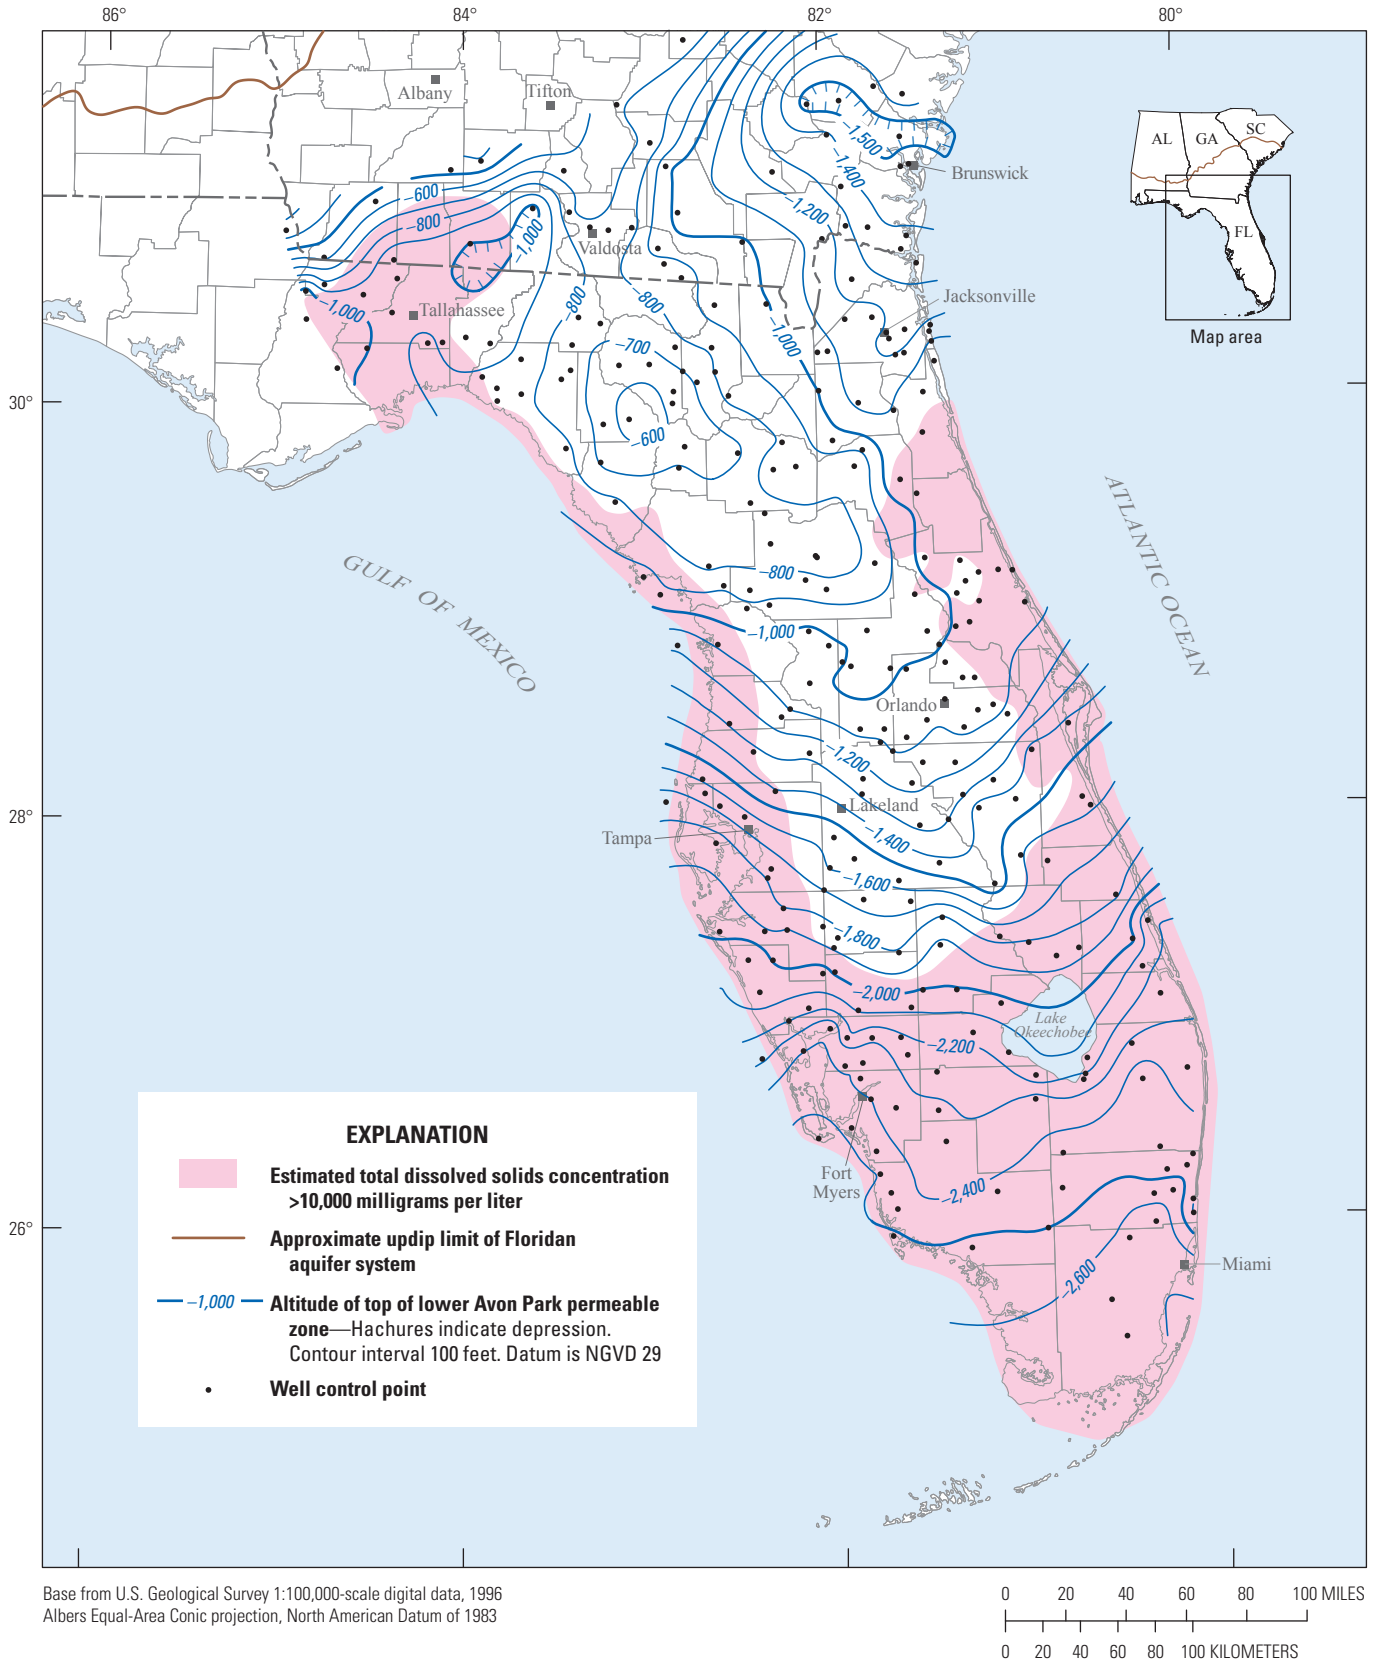 86°
84°
82°
80°
Albany
Tifton
–1,500
–1,400
Brunswick
–600
–1,200
–800
–1,000
Valdosta
AL
GA
SC
FL
Map area
–1,000
Tallahassee
–800
–800
–1,000
Jacksonville
–700
–600
30°
ATLANTIC OCEAN
GULF OF MEXICO
–800
–1,000
Orlando
–1,200
28°
Lakeland
Tampa
–1,400
–1,600
–1,800
–2,000
Lake
Okeechobee
–2,200
Fort
Myers
–2,400
26°
–2,600
Miami
EXPLANATION
Estimated total dissolved solids concentration
>10,000 milligrams per liter
Approximate updip limit of Floridan
aquifer system
–1,000
Altitude of top of lower Avon Park permeable
zone—Hachures indicate depression.
Contour interval 100 feet. Datum is NGVD 29
Well control point
Base from U.S. Geological Survey 1:100,000-scale digital data, 1996
Albers Equal-Area Conic projection, North American Datum of 1983
0 20 40 60 80 100 MILES
0 20 40 60 80 100 KILOMETERS